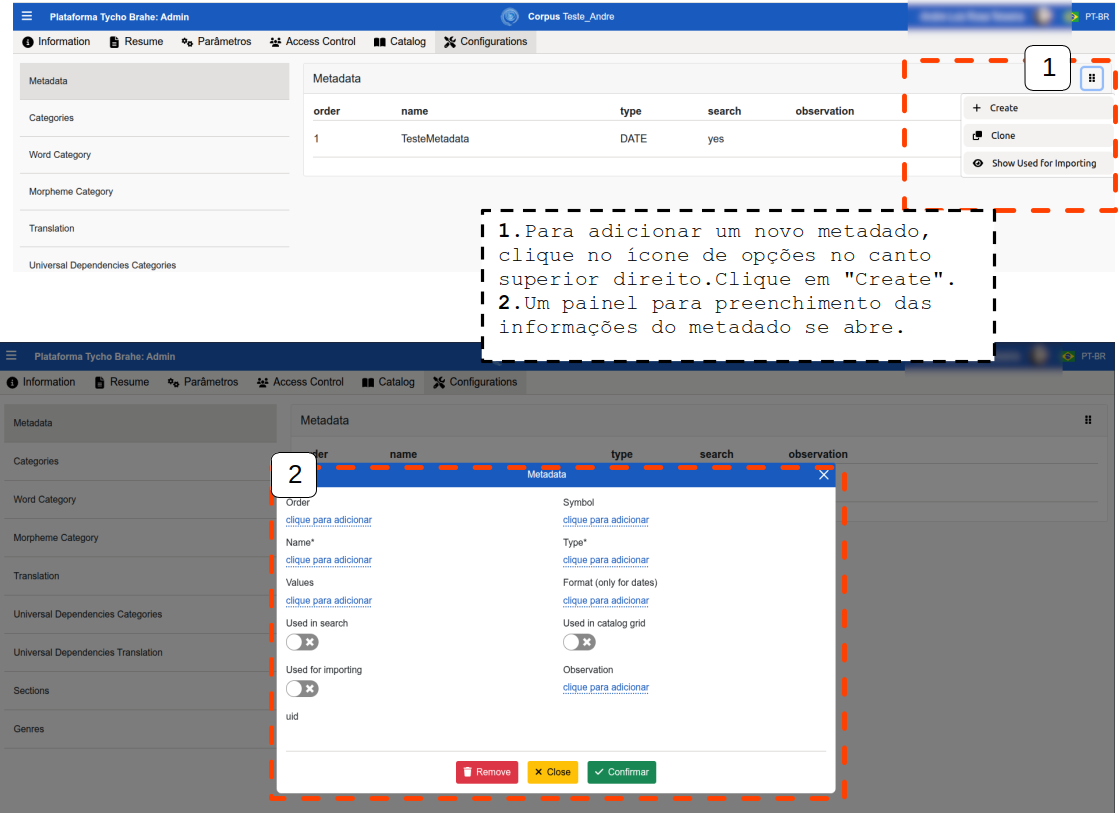 Plataforma Tycho Brahe: Admin Corpus Teste_Andre PT-BR
Information Resume Parâmetros Access Control Catalog Configurations
1
Metadata
Categories
Word Category
Morpheme Category
Translation
Universal Dependencies Categories
Metadata
order name type search observation
1 TesteMetadata DATE yes
Create
Clone
Show Used for Importing
1.Para adicionar um novo metadado,
clique no ícone de opções no canto
superior direito.Clique em "Create".
2.Um painel para preenchimento das
informações do metadado se abre.
Plataforma Tycho Brahe: Admin PT-BR
Information Resume Parâmetros Access Control Catalog Configurations
Metadata
Categories
Word Category
Morpheme Category
Translation
Universal Dependencies Categories
Universal Dependencies Translation
Sections
Genres
Metadata
name type search observation
2
Metadata
Order Symbol
clique para adicionar clique para adicionar
Name* Type*
clique para adicionar clique para adicionar
Values Format (only for dates)
clique para adicionar clique para adicionar
Used in search Used in catalog grid
Used for importing Observation
clique para adicionar
uid
Remove Close Confirmar